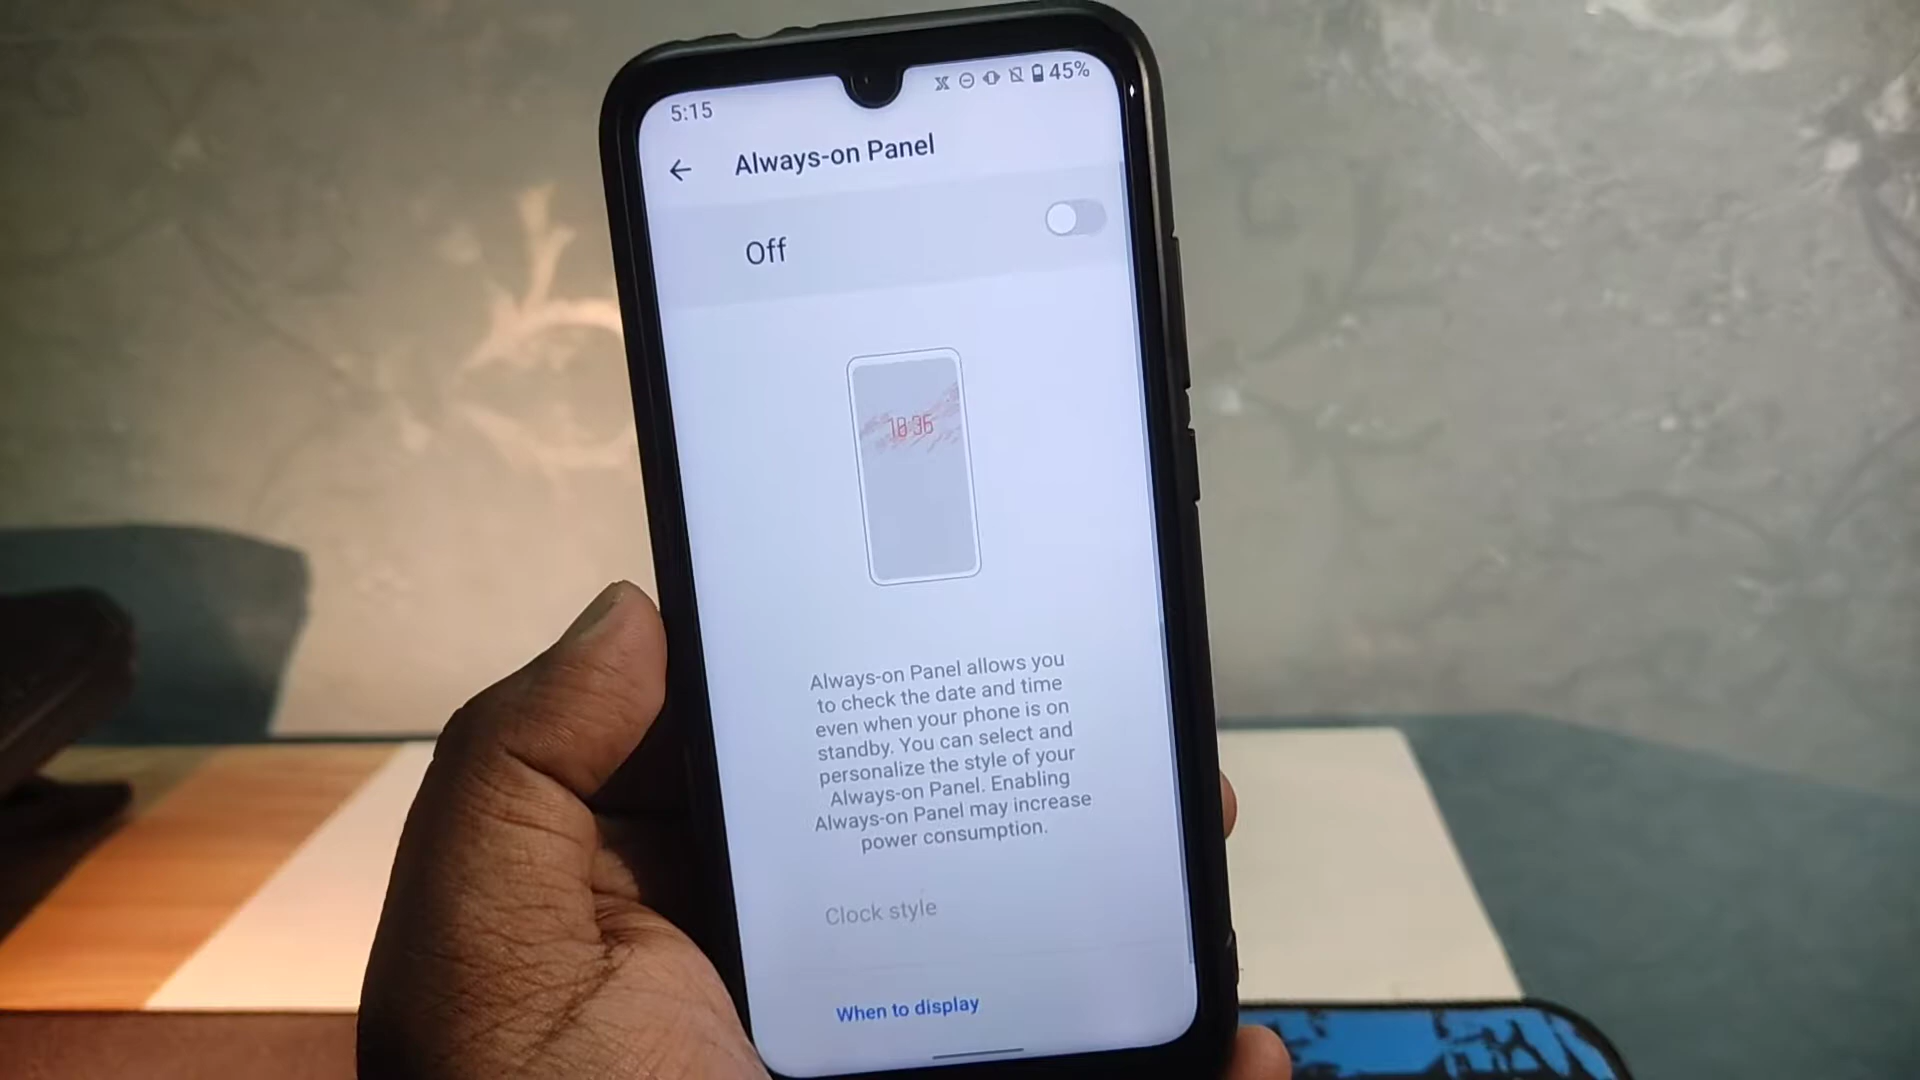 5:15
45%
Always-on Panel
Off
18:36
Always-on Panel allows you
to check the date and time
even when your phone is on
standby. You can select and
personalize the style of your
Always-on Panel. Enabling
Always-on Panel may increase
power consumption.
Clock style
When to display